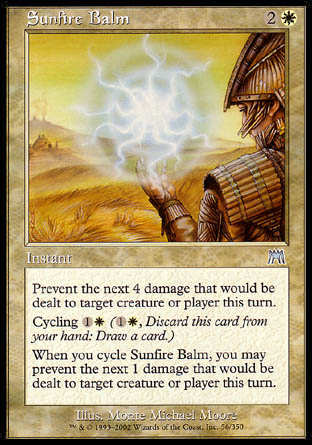 Sunfire Balm 2
Instant
Prevent the next 4 damage that would be
dealt to target creature or player this turn.
Cycling 1 (1, Discard this card from
your hand: Draw a card.)
When you cycle Sunfire Balm, you may
prevent the next 1 damage that would be
dealt to target creature or player this turn.
Illus. Monte Michael Moore
™ & © 1993–2002 Wizards of the Coast, Inc. 56/350